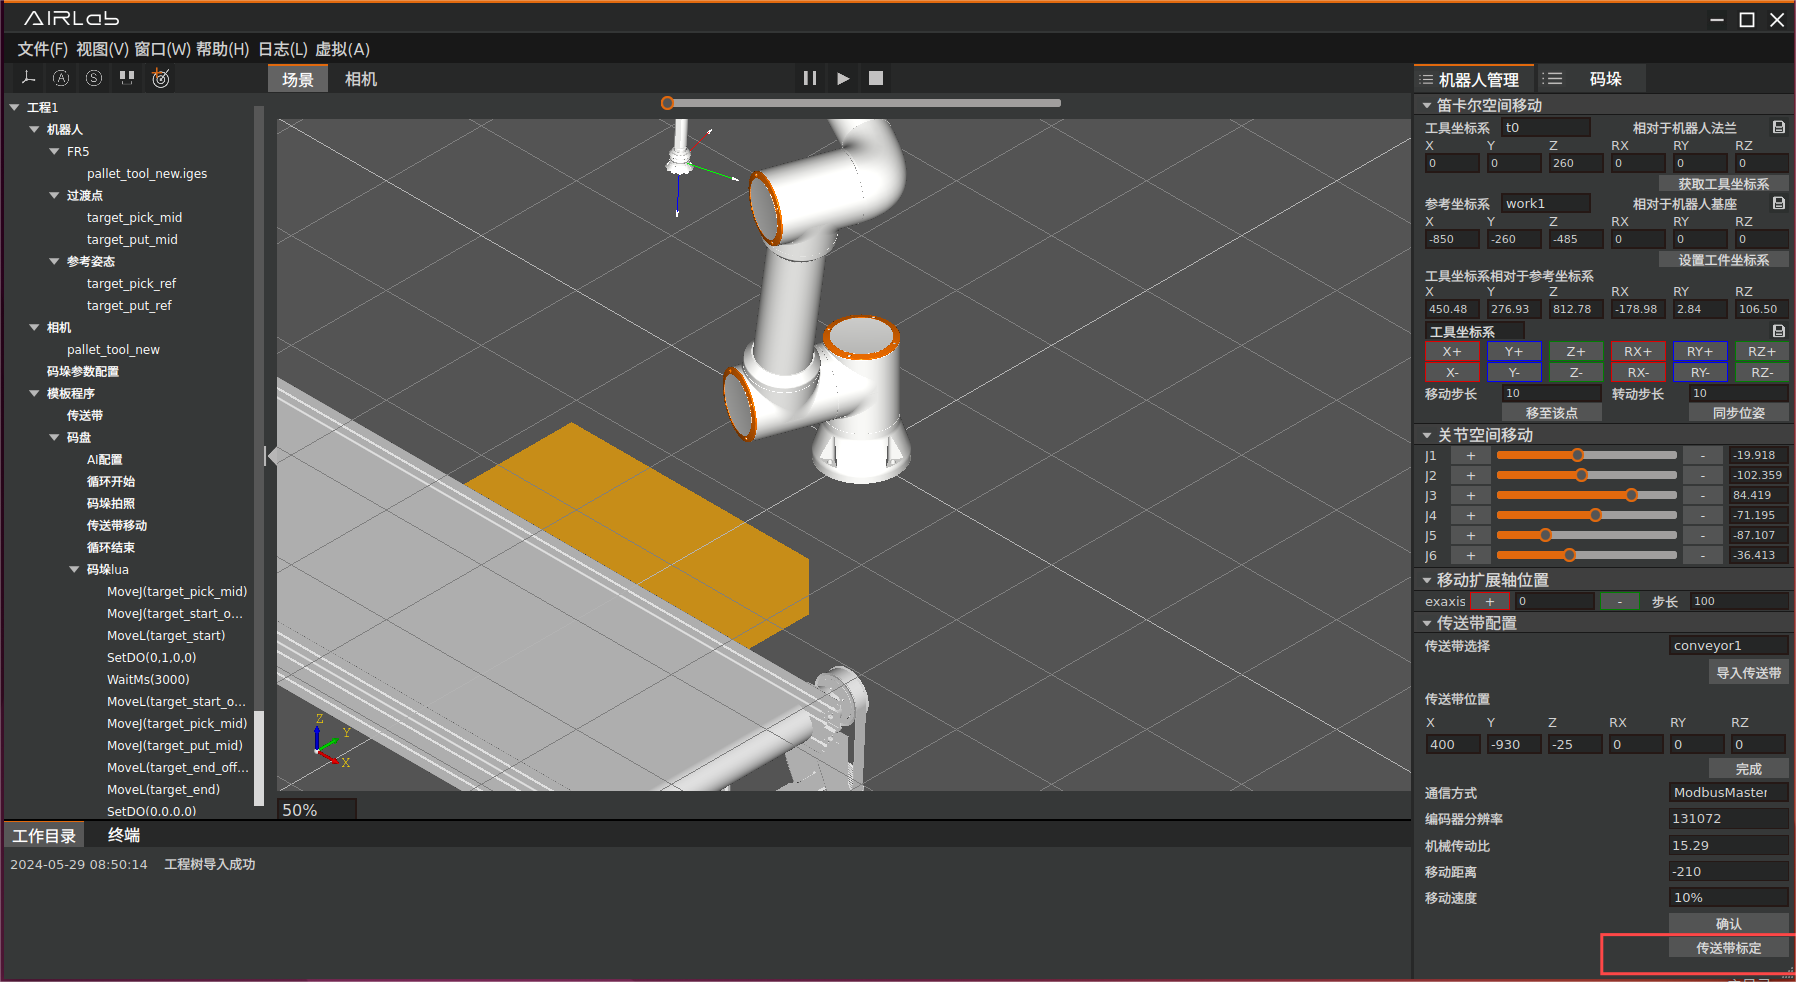 AIRLab
文件(F) 视图(V) 窗口(W) 帮助(H) 日志(L) 虚拟(A)
场景 相机
机器人管理 码垛
工程1
机器人
FR5
pallet_tool_new.iges
过渡点
target_pick_mid
target_put_mid
参考姿态
target_pick_ref
target_put_ref
相机
pallet_tool_new
码垛参数配置
模板程序
传送带
码盘
AI配置
循环开始
码垛拍照
传送带移动
循环结束
码垛lua
MoveJ(target_pick_mid)
MoveJ(target_start_o...
MoveL(target_start)
SetDO(0,1,0,0)
WaitMs(3000)
MoveL(target_start_o...
MoveJ(target_pick_mid)
MoveJ(target_put_mid)
MoveL(target_end_off...
MoveL(target_end)
SetDO(0,0,0,0)
Z
Y
X
50%
工作目录 终端
2024-05-29 08:50:14 工程树导入成功
笛卡尔空间移动
工具坐标系 t0 相对于机器人法兰
X Y Z RX RY RZ
0 0 260 0 0 0
获取工具坐标系
参考坐标系 work1 相对于机器人基座
X Y Z RX RY RZ
-850 -260 -485 0 0 0
设置工件坐标系
工具坐标系相对于参考坐标系
X Y Z RX RY RZ
450.48 276.93 812.78 -178.98 2.84 106.50
工具坐标系
X+ Y+ Z+ RX+ RY+ RZ+
X- Y- Z- RX- RY- RZ-
移动步长 10 转动步长 10
移至该点 同步位姿
关节空间移动
J1 + - -19.918
J2 + - -102.359
J3 + - 84.419
J4 + - -71.195
J5 + - -87.107
J6 + - -36.413
移动扩展轴位置
exaxis + 0 - 步长 100
传送带配置
传送带选择 conveyor1
导入传送带
传送带位置
X Y Z RX RY RZ
400 -930 -25 0 0 0
完成
通信方式 ModbusMaster
编码器分辨率 131072
机械传动比 15.29
移动距离 -210
移动速度 10%
确认
传送带标定